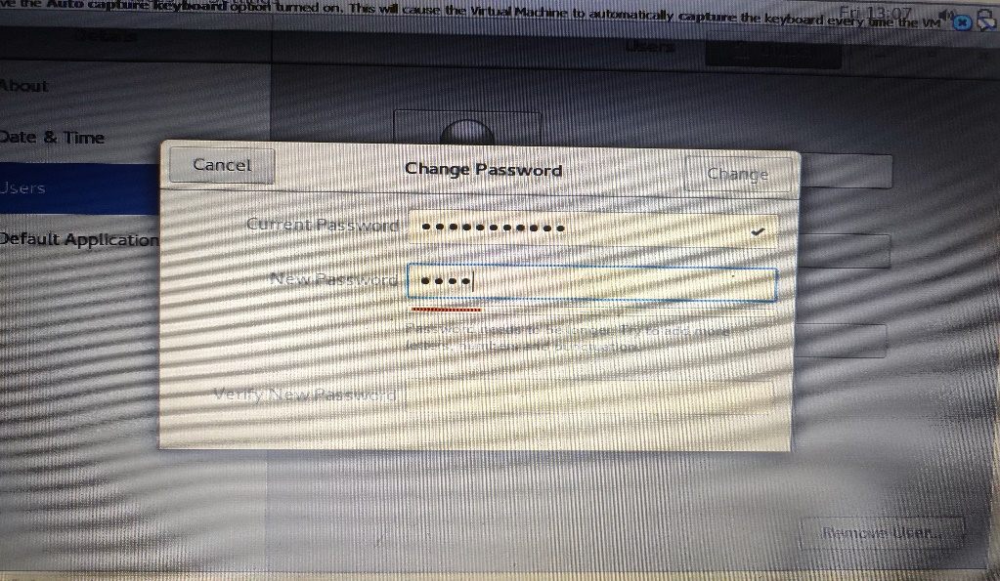 ve the Auto capture keyboard option turned on. This will cause the Virtual Machine to automatically capture the keyboard every time the VM
Fri 13:07
Details
Users
About
Date & Time
Users
Default Application
Cancel
Change Password
Change
Current Password
New Password
Password needs to be longer. Try to add more
letters, numbers and punctuation.
Verify New Password
Remove User...